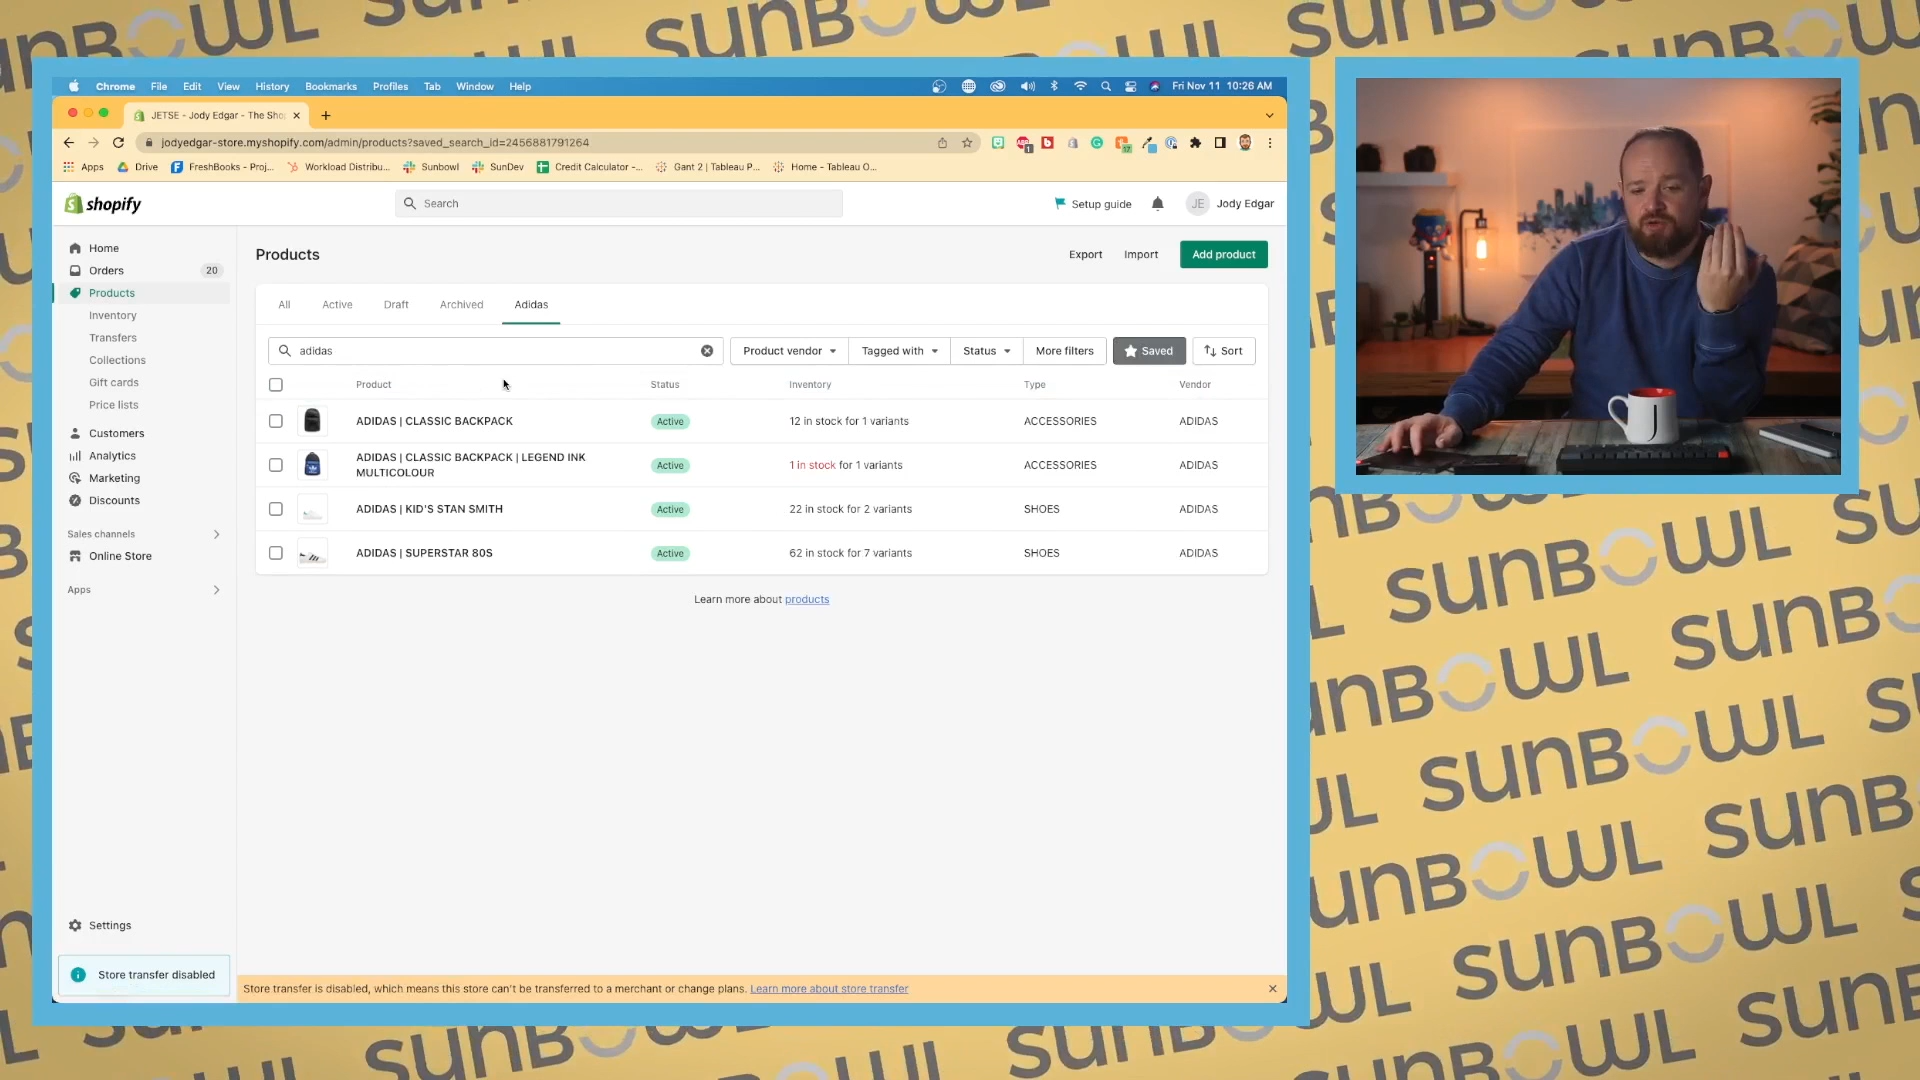 Chrome File Edit View History Bookmarks Profiles Tab Window Help Fri Nov 11 10:26 AM
JETSE - Jody Edgar - The Sho
jodyedgar-store.myshopify.com/admin/products?saved_search_id=2456881791264
Apps Drive FreshBooks - Proj... Workload Distribu... Sunbowl SunDev Credit Calculator -... Gant 2 | Tableau P... Home - Tableau O...
shopify Search Setup guide JE Jody Edgar
Home
Orders 20
Products
Inventory
Transfers
Collections
Gift cards
Price lists
Customers
Analytics
Marketing
Discounts
Sales channels
Online Store
Apps
Settings
Store transfer disabled
Products Export Import Add product
All Active Draft Archived Adidas
adidas Product vendor Tagged with Status More filters Saved Sort
Product Status Inventory Type Vendor
ADIDAS | CLASSIC BACKPACK Active 12 in stock for 1 variants ACCESSORIES ADIDAS
ADIDAS | CLASSIC BACKPACK | LEGEND INK
MULTICOLOUR Active 1 in stock for 1 variants ACCESSORIES ADIDAS
ADIDAS | KID'S STAN SMITH Active 22 in stock for 2 variants SHOES ADIDAS
ADIDAS | SUPERSTAR 80S Active 62 in stock for 7 variants SHOES ADIDAS
Learn more about products
Store transfer is disabled, which means this store can't be transferred to a merchant or change plans. Learn more about store transfer
J
SUNBOWL
SUNBOWL
SUNBOWL
SUNBOWL
SUNBOWL